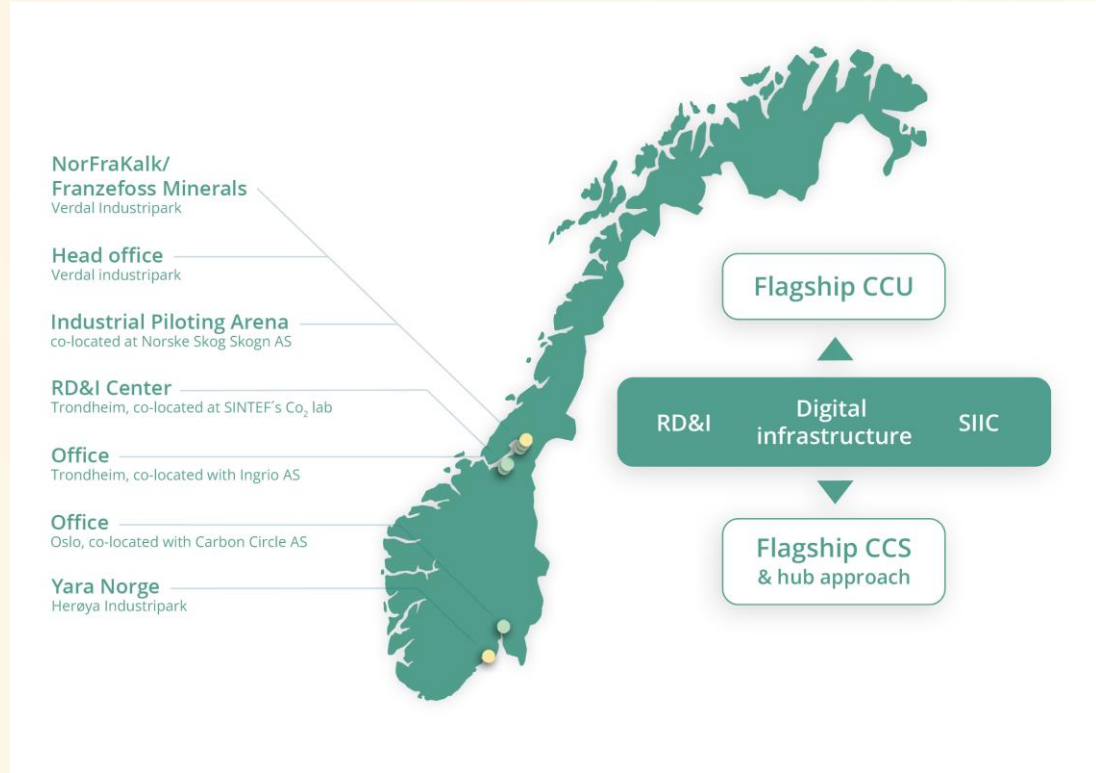 NorFraKalk/
Franzefoss Minerals
Verdal Industripark
Head office
Verdal industripark
Industrial Piloting Arena
co-located at Norske Skog Skogn AS
RD&I Center
Trondheim, co-located at SINTEF´s Co₂ lab
Office
Trondheim, co-located with Ingrio AS
Office
Oslo, co-located with Carbon Circle AS
Yara Norge
Herøya Industripark
Flagship CCU
RD&I
Digital
infrastructure
SIIC
Flagship CCS
& hub approach